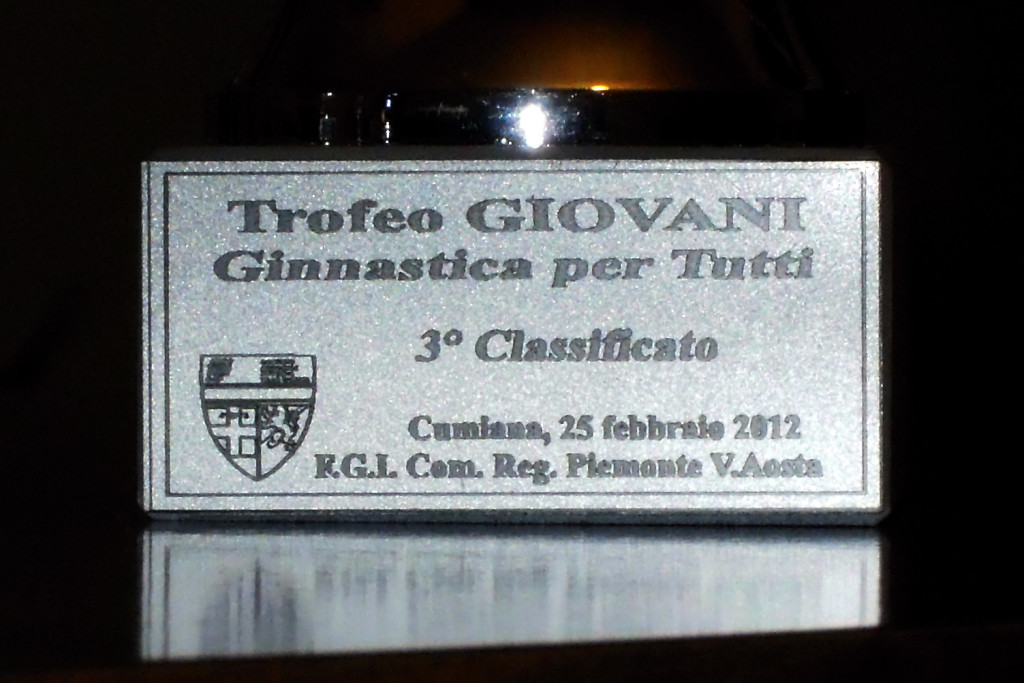 Trofeo GIOVANI
Ginnastica per Tutti
3° Classificato
Cumiana, 25 febbraio 2012
F.G.I. Com. Reg. Piemonte V.Aosta